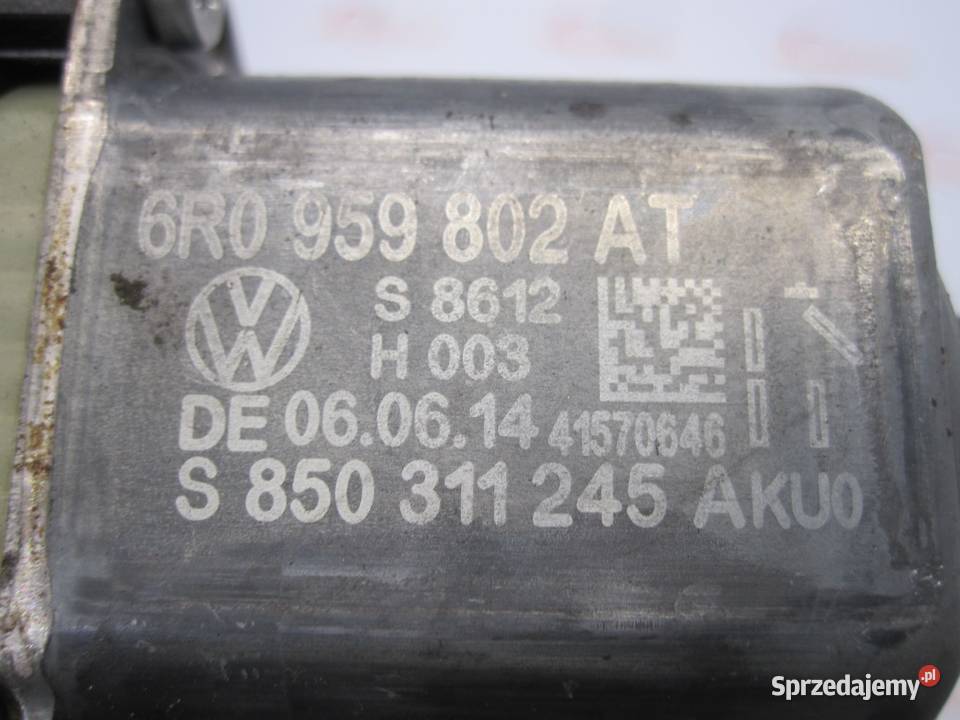 6R0 959 802 AT
S 8612
H 003
DE 06.06.14 41570646
S 850 311 245 AKU0
Sprzedajemy.pl